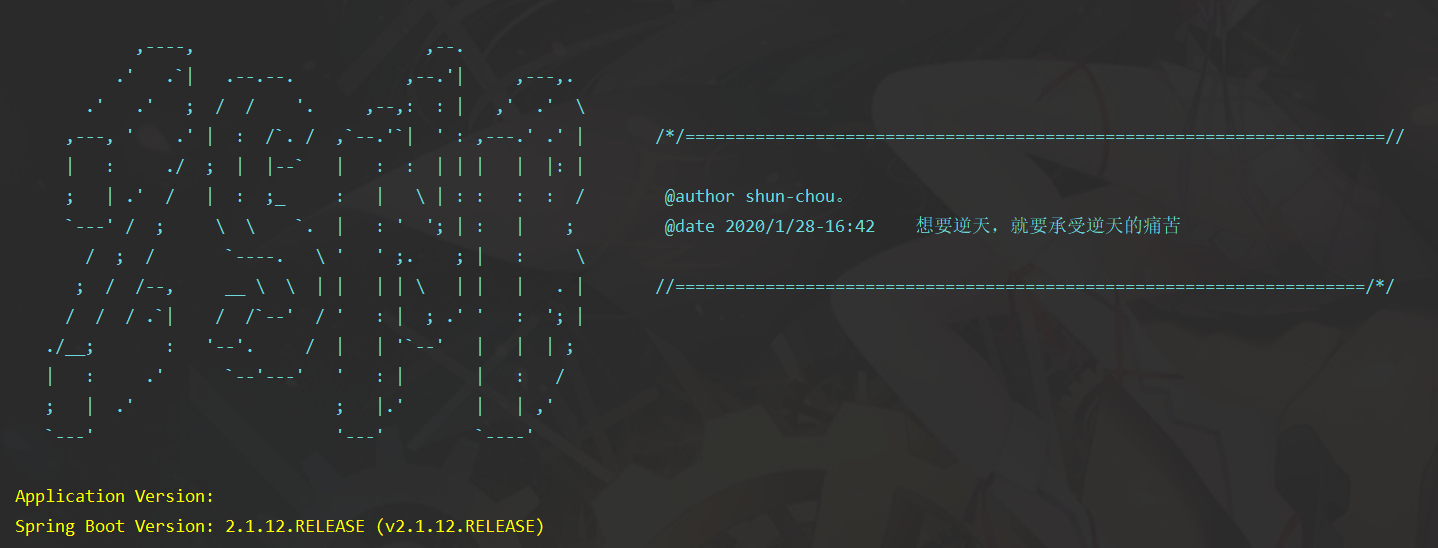 ZSNB
/*/======================================================================//
@author shun-chou。
@date 2020/1/28-16:42    想要逆天，就要承受逆天的痛苦
//=====================================================================/*/
Application Version:
Spring Boot Version: 2.1.12.RELEASE (v2.1.12.RELEASE)